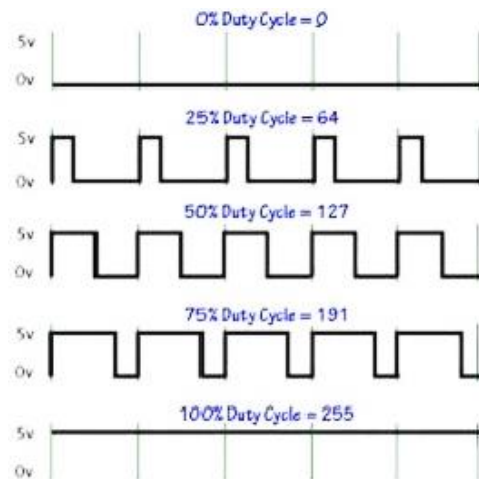 0% Duty Cycle = 0
5v
0v
25% Duty Cycle = 64
5v
0v
50% Duty Cycle = 127
5v
0v
75% Duty Cycle = 191
5v
0v
100% Duty Cycle = 255
5v
0v